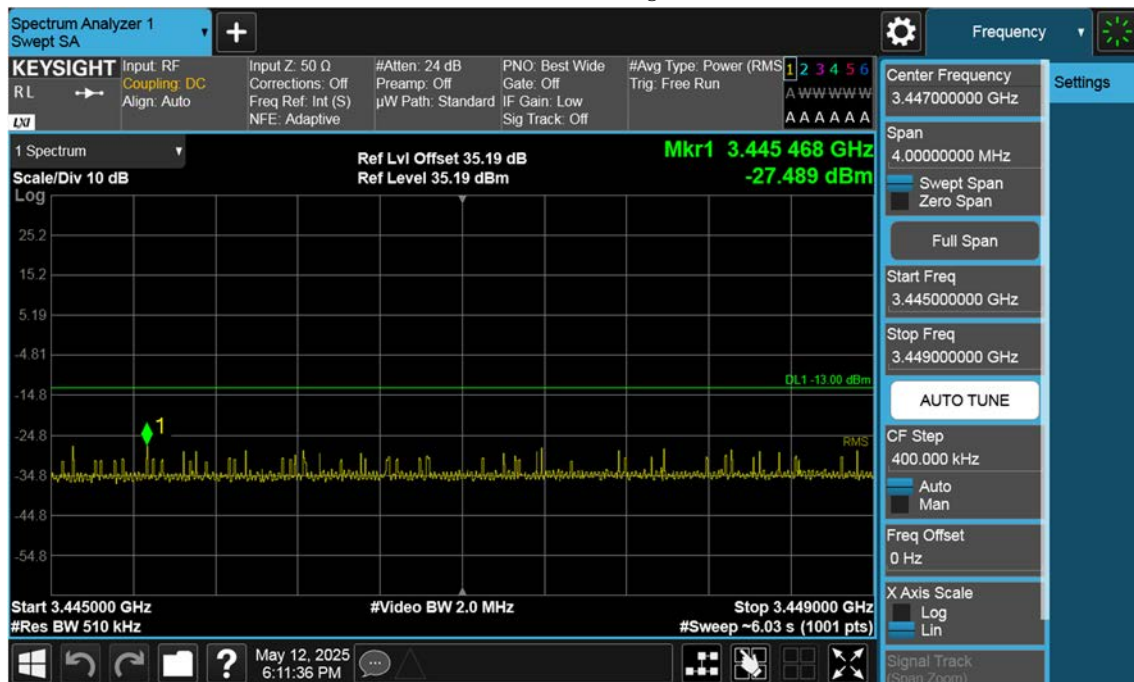 Spectrum Analyzer 1
Swept SA
Frequency
KEYSIGHT
RL
LXI
Input: RF
Coupling: DC
Align: Auto
Input Z: 50 Ω
Corrections: Off
Freq Ref: Int (S)
NFE: Adaptive
#Atten: 24 dB
Preamp: Off
µW Path: Standard
PNO: Best Wide
Gate: Off
IF Gain: Low
Sig Track: Off
#Avg Type: Power (RMS
Trig: Free Run
1 2 3 4 5 6
A W W W W W
A A A A A A
1 Spectrum
Scale/Div 10 dB
Ref Lvl Offset 35.19 dB
Ref Level 35.19 dBm
Mkr1 3.445 468 GHz
-27.489 dBm
Log
25.2
15.2
5.19
-4.81
-14.8
-24.8
-34.8
-44.8
-54.8
DL1 -13.00 dBm
1
RMS
Start 3.445000 GHz
#Res BW 510 kHz
#Video BW 2.0 MHz
Stop 3.449000 GHz
#Sweep ~6.03 s (1001 pts)
Center Frequency
3.447000000 GHz
Settings
Span
4.00000000 MHz
Swept Span
Zero Span
Full Span
Start Freq
3.445000000 GHz
Stop Freq
3.449000000 GHz
AUTO TUNE
CF Step
400.000 kHz
Auto
Man
Freq Offset
0 Hz
X Axis Scale
Log
Lin
Signal Track
(Span Zoom)
?
May 12, 2025
6:11:36 PM